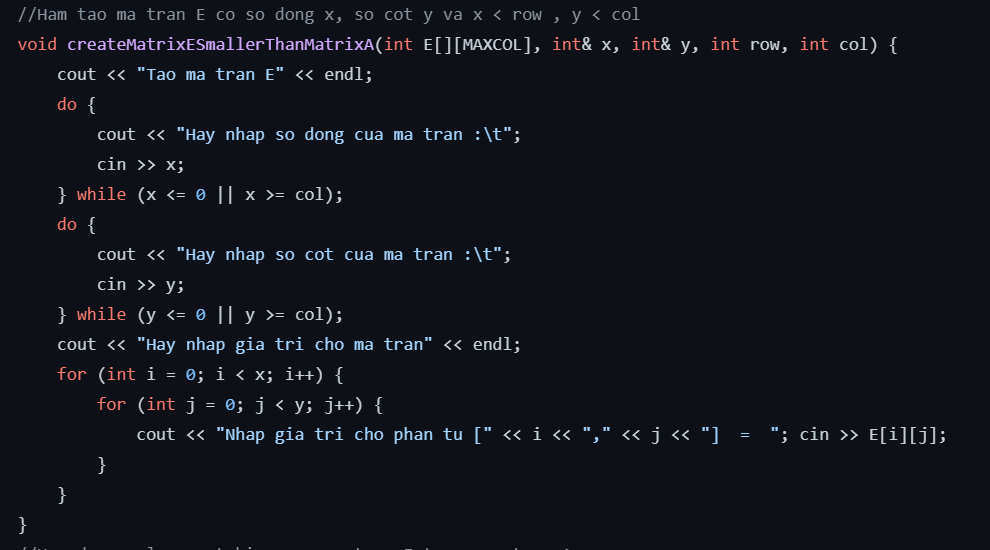 //Ham tao ma tran E co so dong x, so cot y va x < row , y < col
void createMatrixESmallerThanMatrixA(int E[][MAXCOL], int& x, int& y, int row, int col) {
    cout << "Tao ma tran E" << endl;
    do {
        cout << "Hay nhap so dong cua ma tran :\t";
        cin >> x;
    } while (x <= 0 || x >= col);
    do {
        cout << "Hay nhap so cot cua ma tran :\t";
        cin >> y;
    } while (y <= 0 || y >= col);
    cout << "Hay nhap gia tri cho ma tran" << endl;
    for (int i = 0; i < x; i++) {
        for (int j = 0; j < y; j++) {
            cout << "Nhap gia tri cho phan tu [" << i << "," << j << "]  =  "; cin >> E[i][j];
        }
    }
}